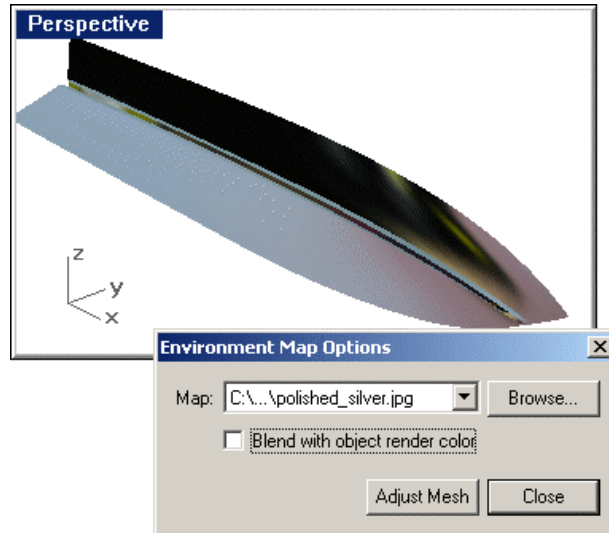 Perspective
z
y
x
Environment Map Options
Map: C:\...\polished_silver.jpg Browse...
Blend with object render color
Adjust Mesh Close